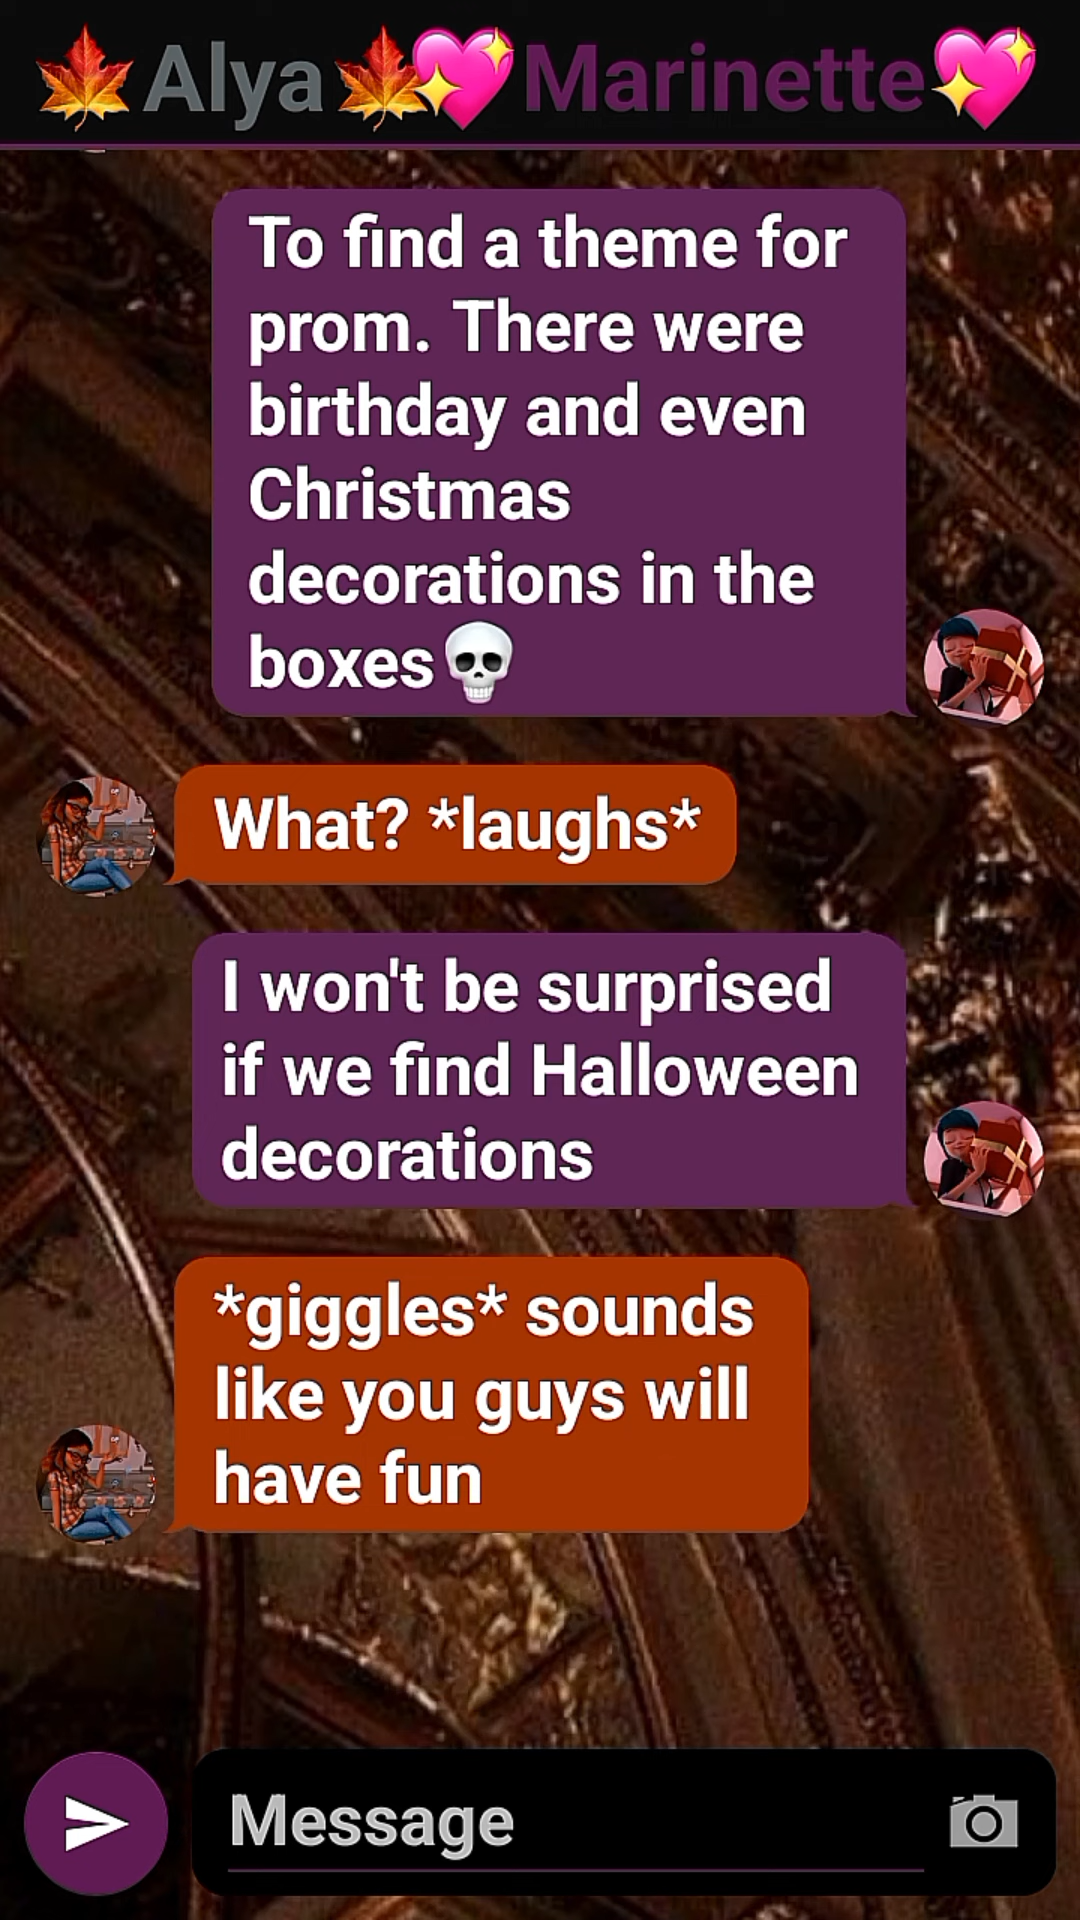 🍁Alya🍁💖Marinette💖
To find a theme for
prom. There were
birthday and even
Christmas
decorations in the
boxes💀
What? *laughs*
I won't be surprised
if we find Halloween
decorations
*giggles* sounds
like you guys will
have fun
Message